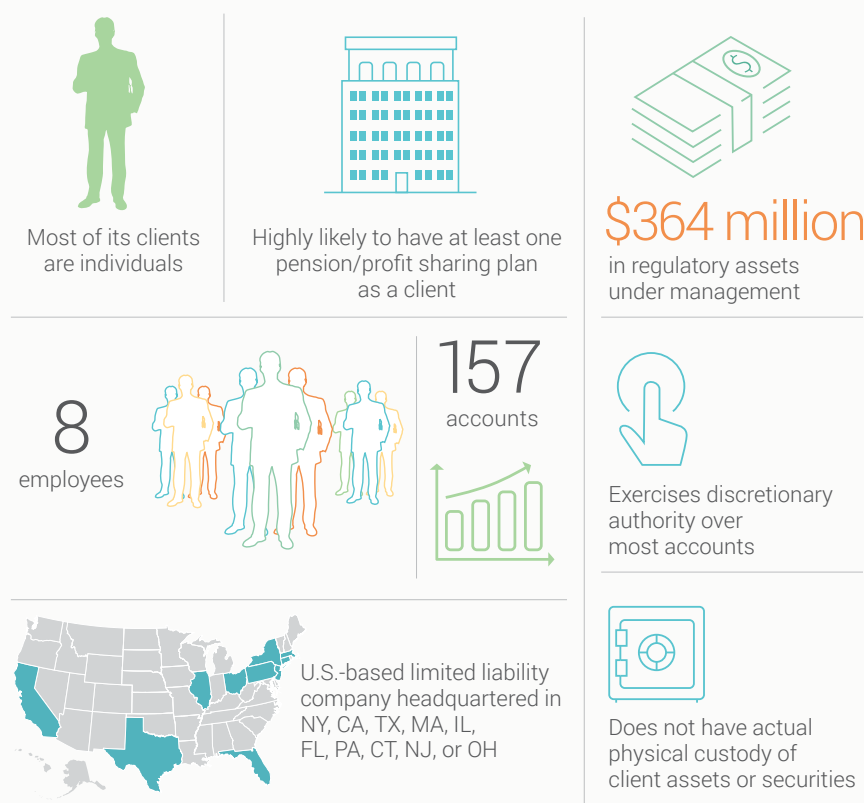 Most of its clients
are individuals
Highly likely to have at least one
pension/profit sharing plan
as a client
$
$364 million
in regulatory assets
under management
8
employees
157
accounts
Exercises discretionary
authority over
most accounts
U.S.-based limited liability
company headquartered in
NY, CA, TX, MA, IL,
FL, PA, CT, NJ, or OH
Does not have actual
physical custody of
client assets or securities